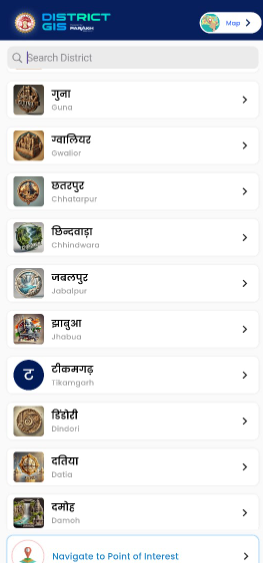 DISTRICT
GIS
PARAKH
Map
Search District
गुना
Guna
ग्वालियर
Gwalior
छतरपुर
Chhatarpur
छिन्दवाड़ा
Chhindwara
जबलपुर
Jabalpur
झाबुआ
Jhabua
ट
टीकमगढ़
Tikamgarh
डिंडोरी
Dindori
दतिया
Datia
दमोह
Damoh
Navigate to Point of Interest